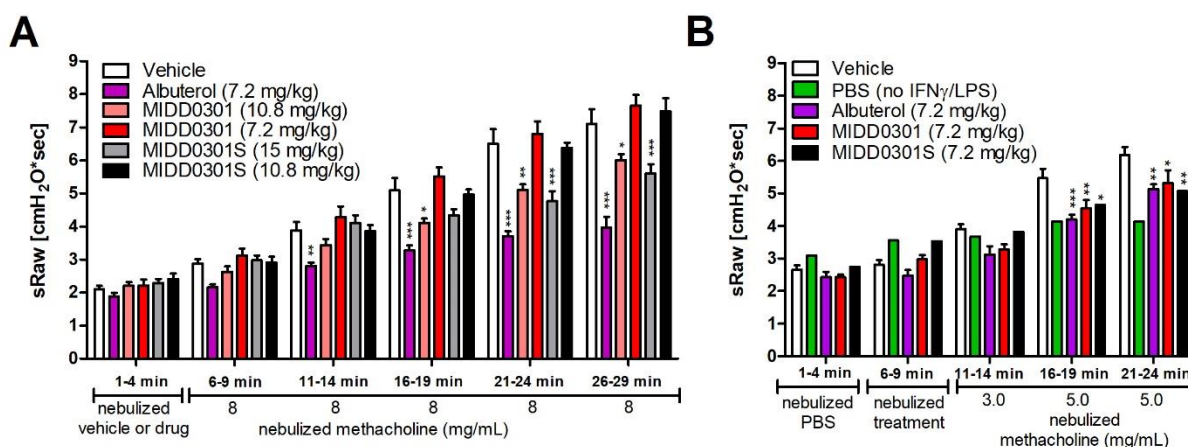 A
sRaw [cmH2O*sec]
9
8
7
6
5
4
3
2
1
0
Vehicle
Albuterol (7.2 mg/kg)
MIDD0301 (10.8 mg/kg)
MIDD0301 (7.2 mg/kg)
MIDD0301S (15 mg/kg)
MIDD0301S (10.8 mg/kg)
** *** * *** ** *** *** * ***
1-4 min 6-9 min 11-14 min 16-19 min 21-24 min 26-29 min
8 8 8 8 8
nebulized
vehicle or drug
nebulized methacholine (mg/mL)
B
sRaw [cmH2O*sec]
9
8
7
6
5
4
3
2
1
0
Vehicle
PBS (no IFNγ/LPS)
Albuterol (7.2 mg/kg)
MIDD0301 (7.2 mg/kg)
MIDD0301S (7.2 mg/kg)
*** ** * ** * **
1-4 min 6-9 min 11-14 min 16-19 min 21-24 min
nebulized
PBS
nebulized
treatment
3.0 5.0 5.0
nebulized
methacholine (mg/mL)